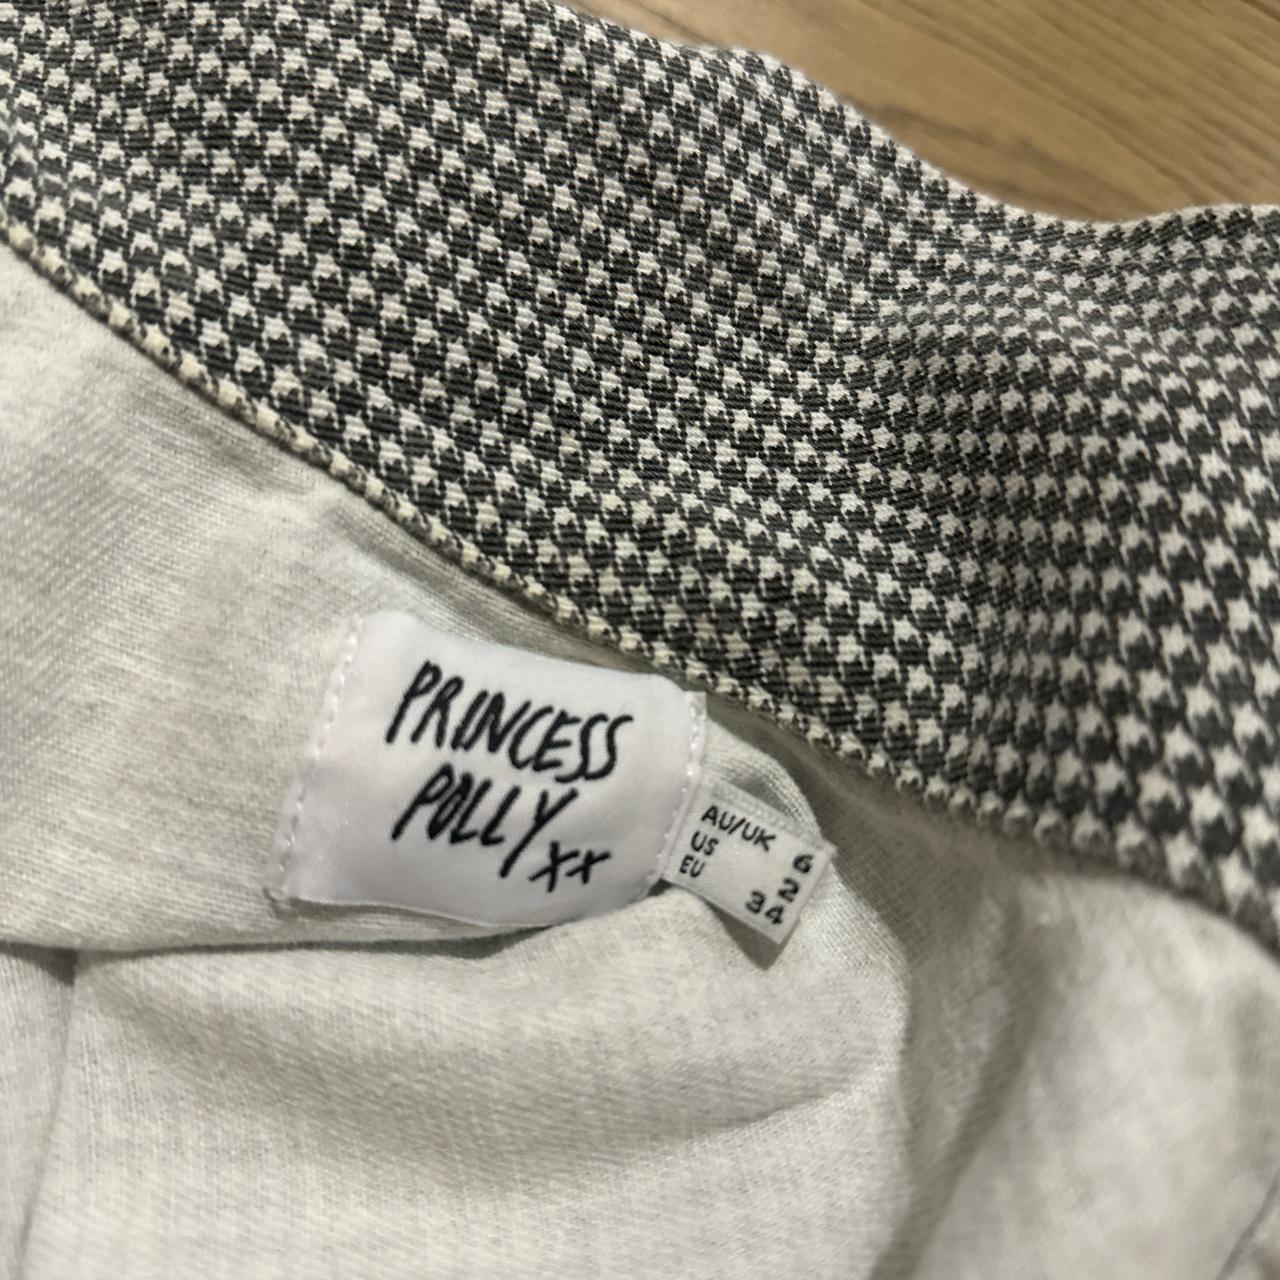 PRINCESS
POLLY
xx
AU/UK 6
US 2
EU 34